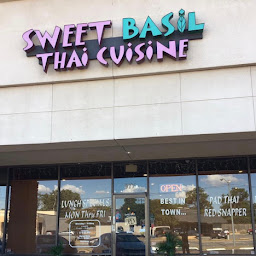 SWEET BASIL
THAI CUISINE
LUNCH SPECIALS
MON Thru FRI
OPEN
BEST IN
TOWN...
PAD THAI
RED SNAPPER